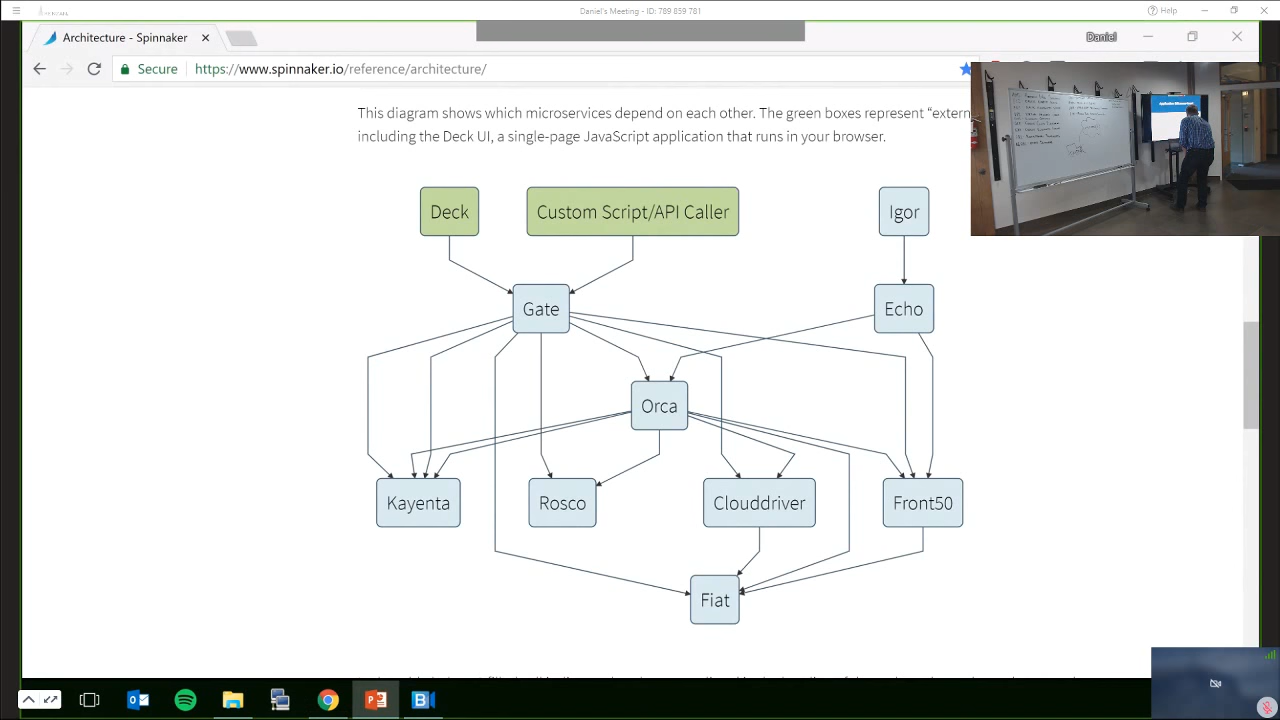 Daniel's Meeting - ID: 789 859 781
Help
Architecture - Spinnaker
Daniel
Secure
https://www.spinnaker.io/reference/architecture/
This diagram shows which microservices depend on each other. The green boxes represent “extern
including the Deck UI, a single-page JavaScript application that runs in your browser.
Deck
Custom Script/API Caller
Igor
Gate
Echo
Orca
Kayenta
Rosco
Clouddriver
Front50
Fiat